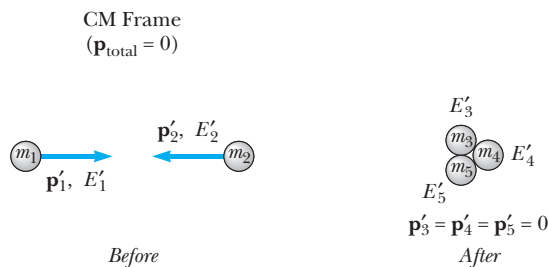 CM Frame
(p_total = 0)
m₁
p′₁, E′₁
p′₂, E′₂
m₂
Before
E′₃
m₃
m₄
E′₄
m₅
E′₅
p′₃ = p′₄ = p′₅ = 0
After